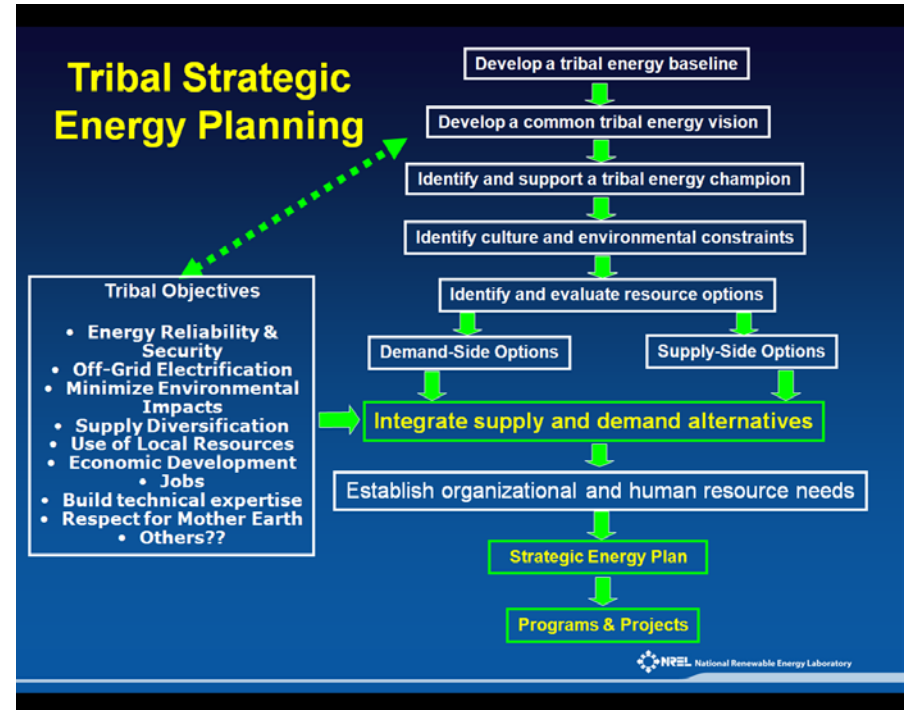 Tribal Strategic
Energy Planning
Develop a tribal energy baseline
Develop a common tribal energy vision
Identify and support a tribal energy champion
Identify culture and environmental constraints
Identify and evaluate resource options
Demand-Side Options
Supply-Side Options
Tribal Objectives
• Energy Reliability &
Security
• Off-Grid Electrification
• Minimize Environmental
Impacts
• Supply Diversification
• Use of Local Resources
• Economic Development
• Jobs
• Build technical expertise
• Respect for Mother Earth
• Others??
Integrate supply and demand alternatives
Establish organizational and human resource needs
Strategic Energy Plan
Programs & Projects
NREL National Renewable Energy Laboratory